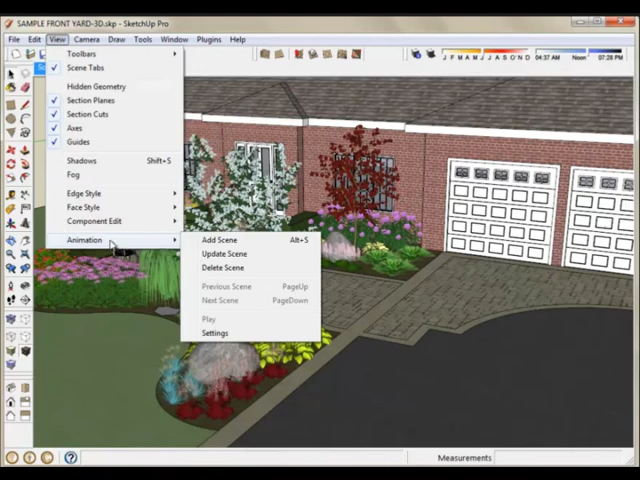 SAMPLE FRONT YARD-3D.skp - SketchUp Pro
File Edit View Camera Draw Tools Window Plugins Help
J F M A M J J A S O N D 04:37 AM Noon 07:28 PM
Toolbars
Scene Tabs
Hidden Geometry
Section Planes
Section Cuts
Axes
Guides
Shadows Shift+S
Fog
Edge Style
Face Style
Component Edit
Animation
Add Scene Alt+S
Update Scene
Delete Scene
Previous Scene PageUp
Next Scene PageDown
Play
Settings
Measurements